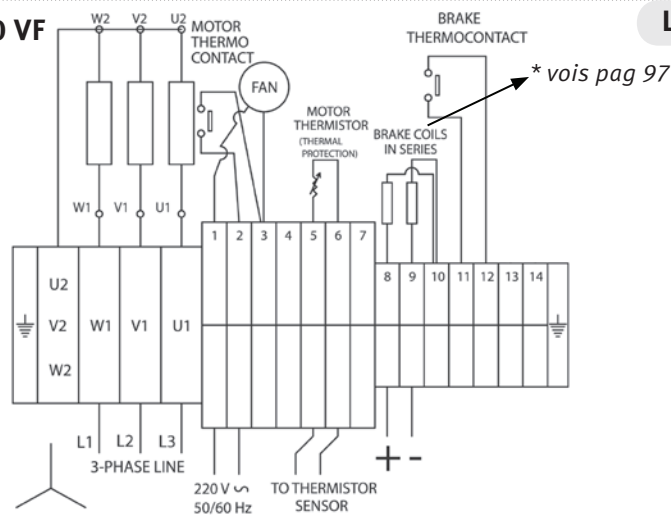 0 VF
L
W2 V2 U2
MOTOR
THERMO
CONTACT
FAN
BRAKE
THERMOCONTACT
* vois pag 97
MOTOR
THERMISTOR
(THERMAL
PROTECTION)
BRAKE COILS
IN SERIES
W1 V1 U1
1 2 3 4 5 6 7
8 9 10 11 12 13 14
U2
V2 W1 V1 U1
W2
L1 L2 L3
3-PHASE LINE
+ -
220 V ∽
50/60 Hz
TO THERMISTOR
SENSOR